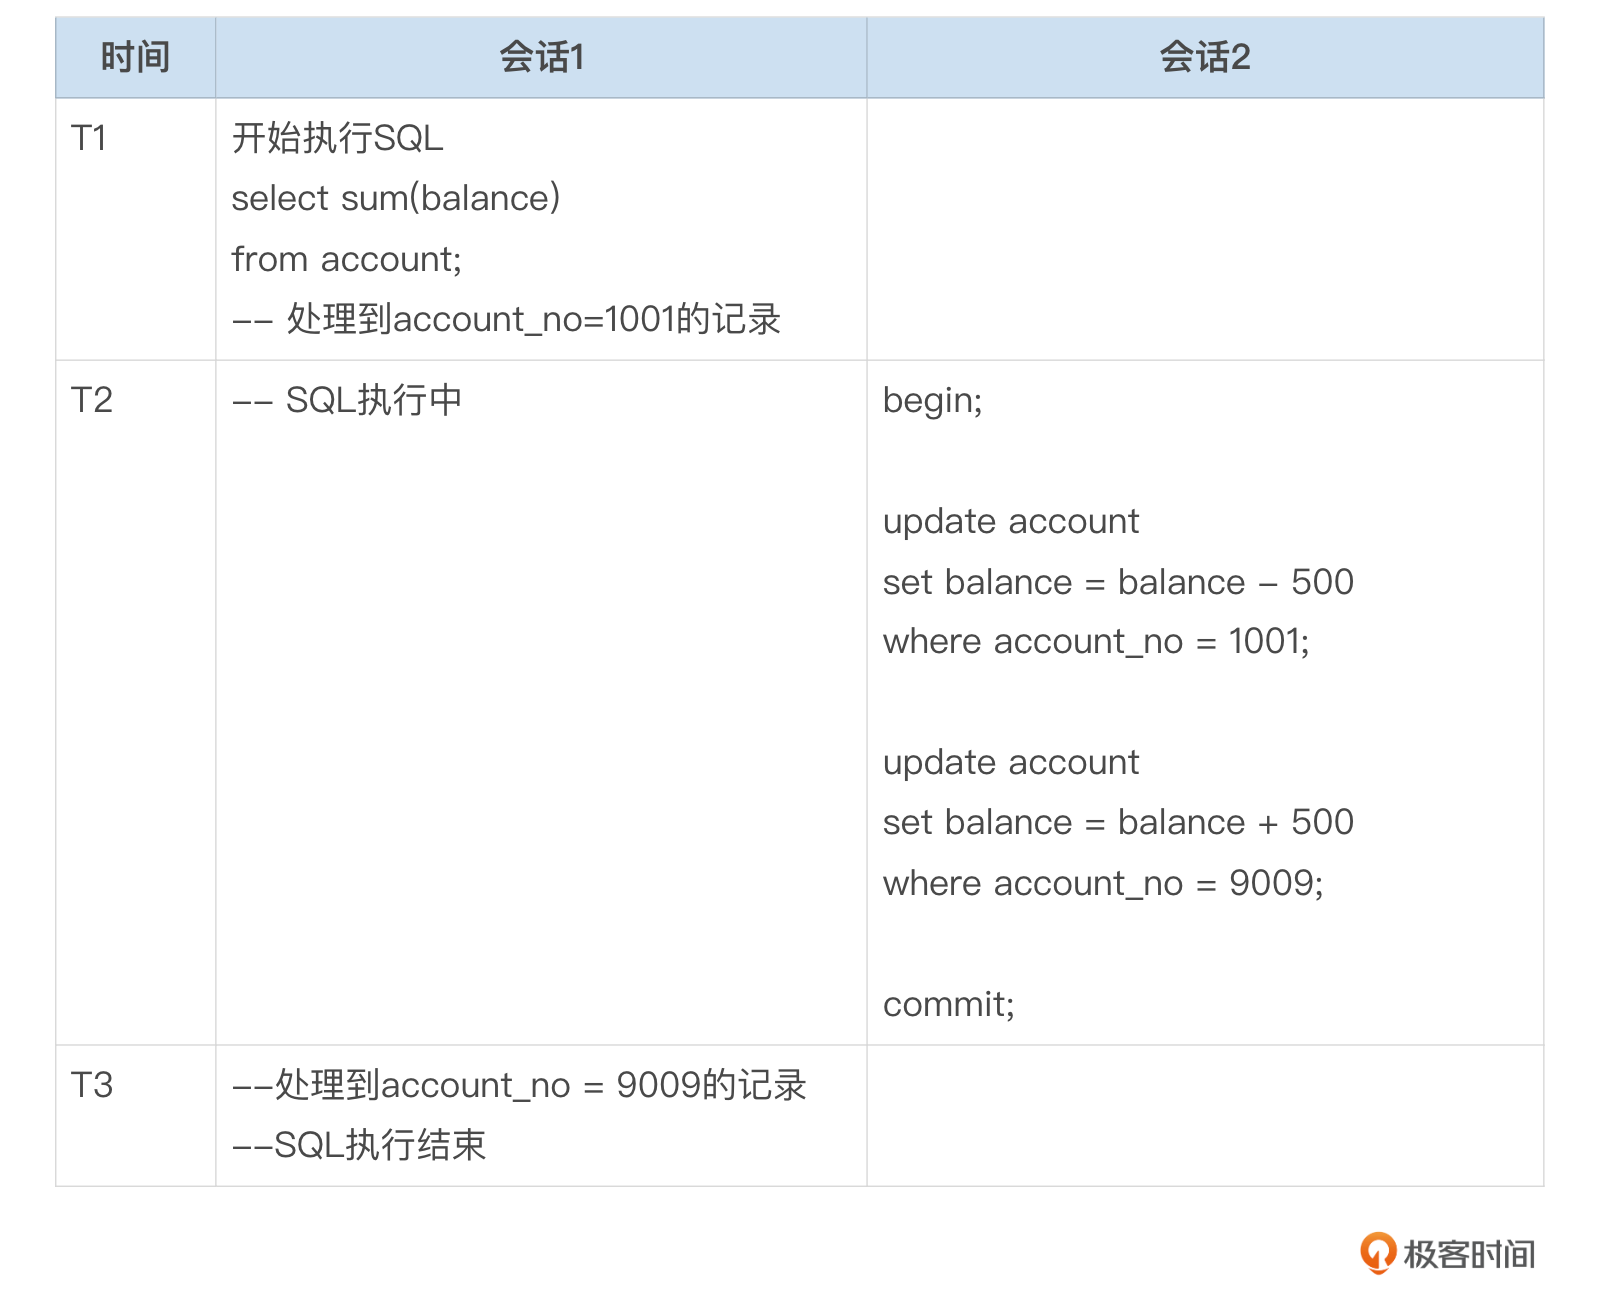 时间 会话1 会话2
T1
开始执行SQL
select sum(balance)
from account;
-- 处理到account_no=1001的记录
T2
-- SQL执行中
begin;
update account
set balance = balance - 500
where account_no = 1001;
update account
set balance = balance + 500
where account_no = 9009;
commit;
T3
--处理到account_no = 9009的记录
--SQL执行结束
极客时间